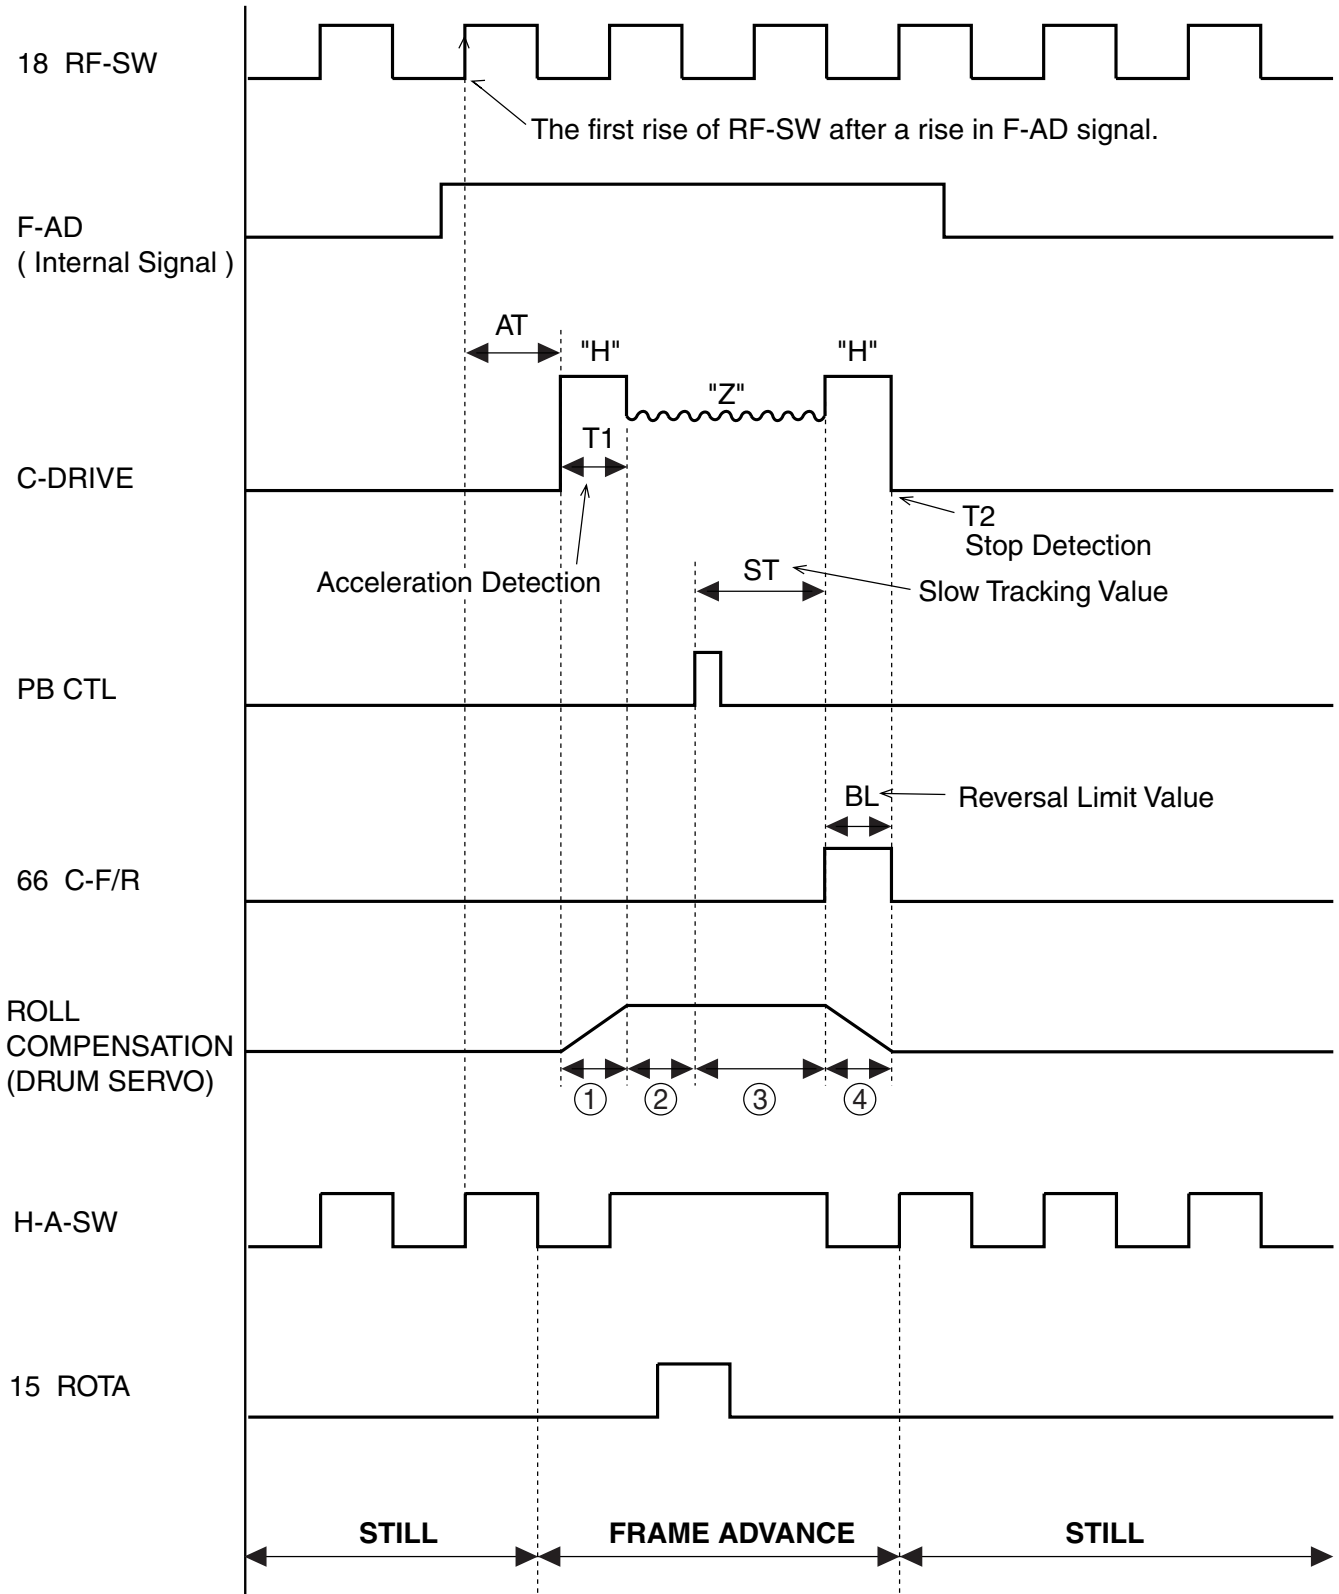 18 RF-SW
The first rise of RF-SW after a rise in F-AD signal.
F-AD
( Internal Signal )
AT
"H"
"H"
"Z"
T1
C-DRIVE
T2
Stop Detection
Acceleration Detection
ST
Slow Tracking Value
PB CTL
BL
Reversal Limit Value
66 C-F/R
ROLL
COMPENSATION
(DRUM SERVO)
① ② ③ ④
H-A-SW
15 ROTA
STILL
FRAME ADVANCE
STILL